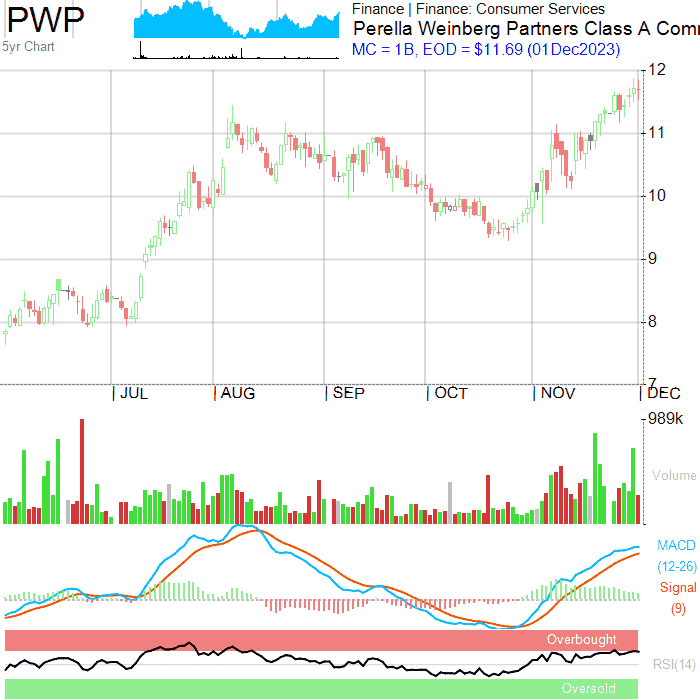 PWP
5yr Chart
Finance | Finance: Consumer Services
Perella Weinberg Partners Class A Com
MC = 1B, EOD = $11.69 (01Dec2023)
12
11
10
9
8
7
JUL
AUG
SEP
OCT
NOV
DEC
989k
Volume
MACD
(12-26)
Signal
(9)
Overbought
RSI(14)
Oversold